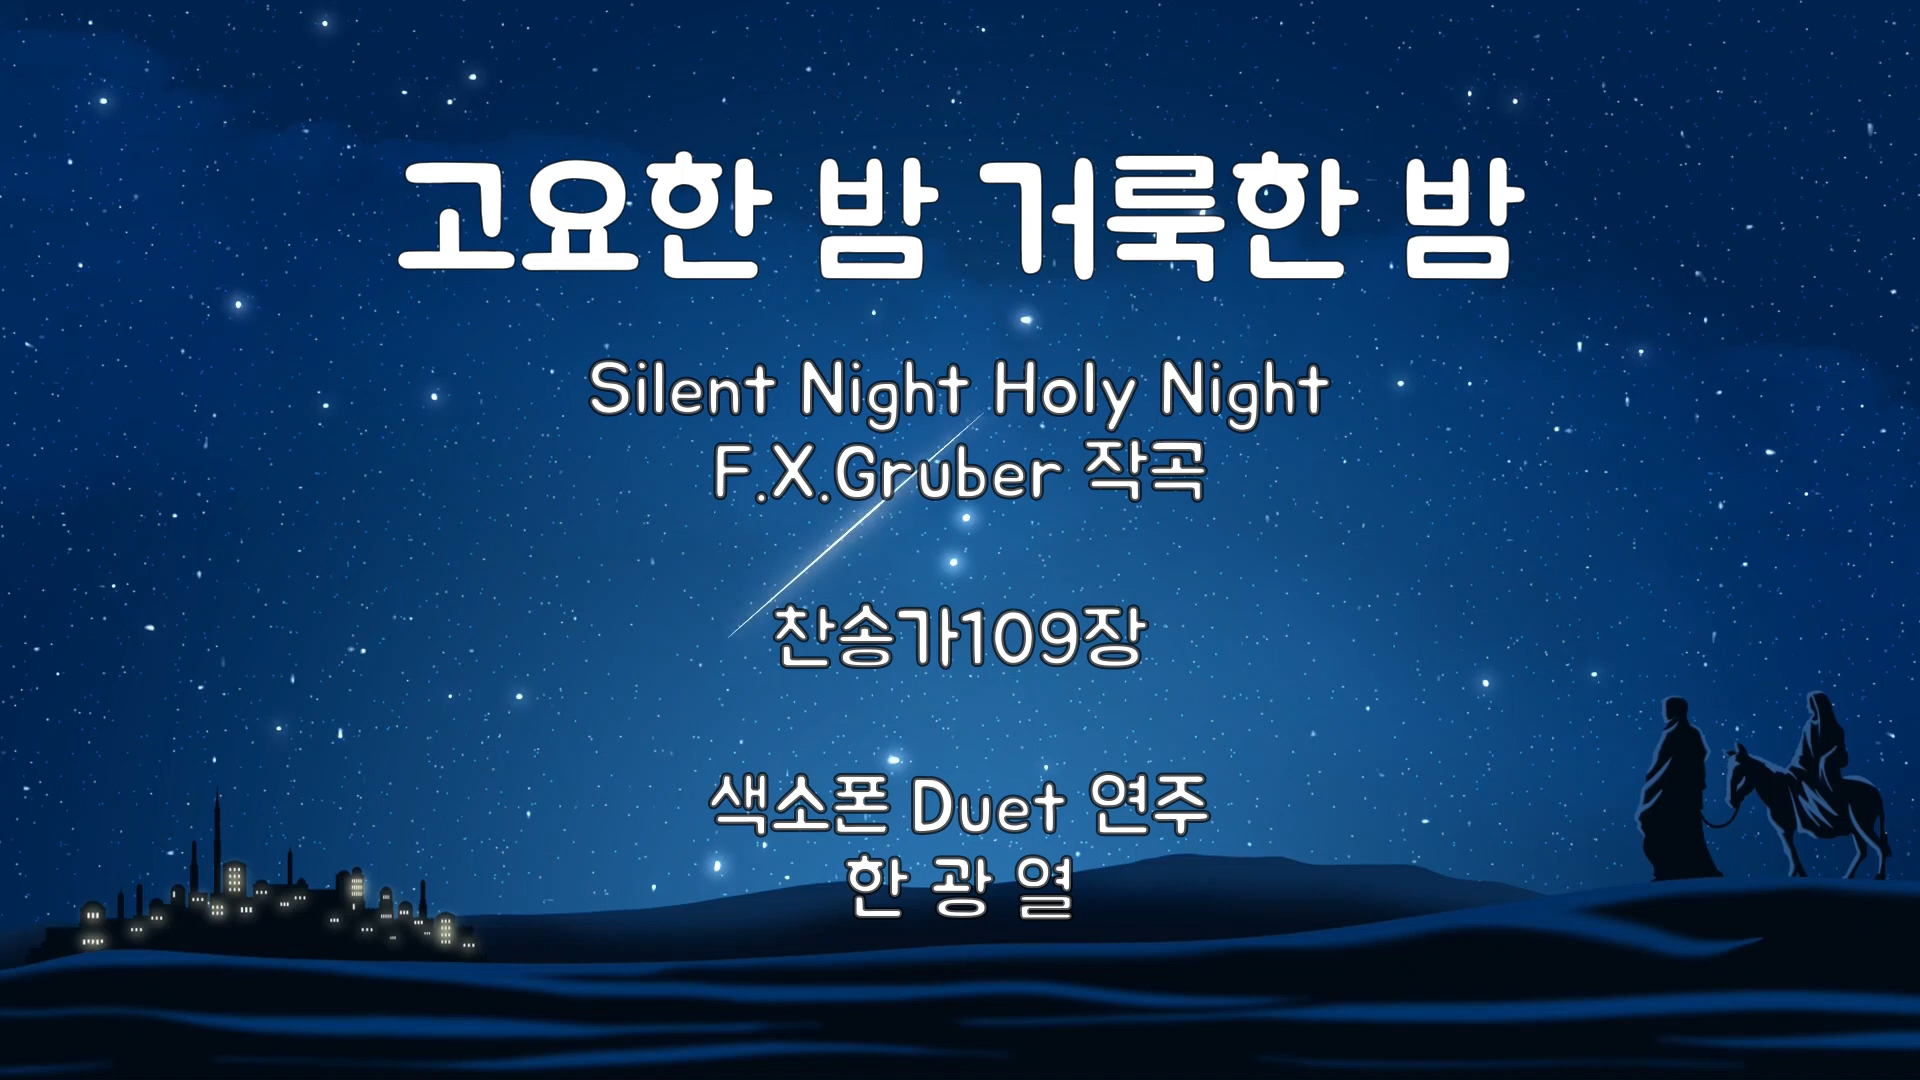 고요한 밤 거룩한 밤
Silent Night Holy Night
F.X.Gruber 작곡
찬송가109장
색소폰 Duet 연주
한 광 열